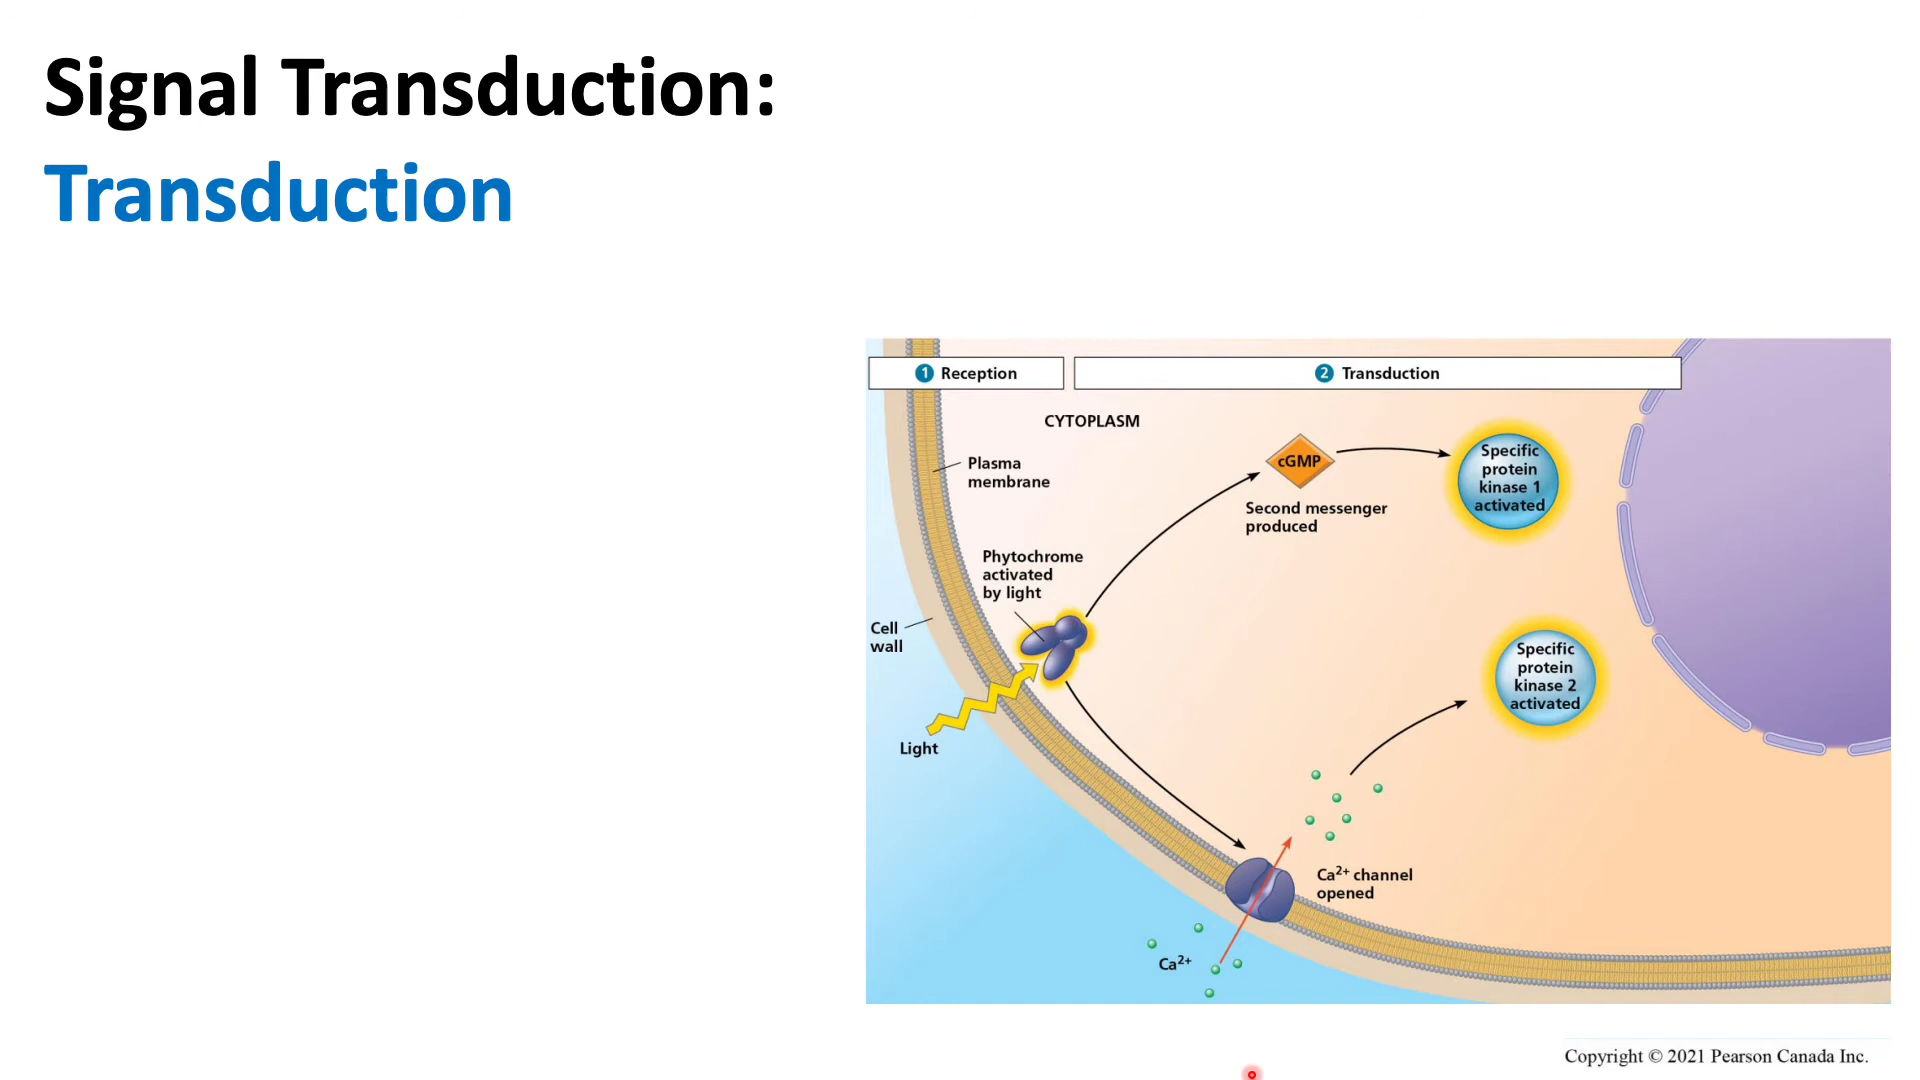 Signal Transduction:
Transduction
1 Reception
2 Transduction
CYTOPLASM
Plasma
membrane
cGMP
Second messenger
produced
Specific
protein
kinase 1
activated
Phytochrome
activated
by light
Cell
wall
Light
Specific
protein
kinase 2
activated
Ca²⁺ channel
opened
Ca²⁺
Copyright © 2021 Pearson Canada Inc.